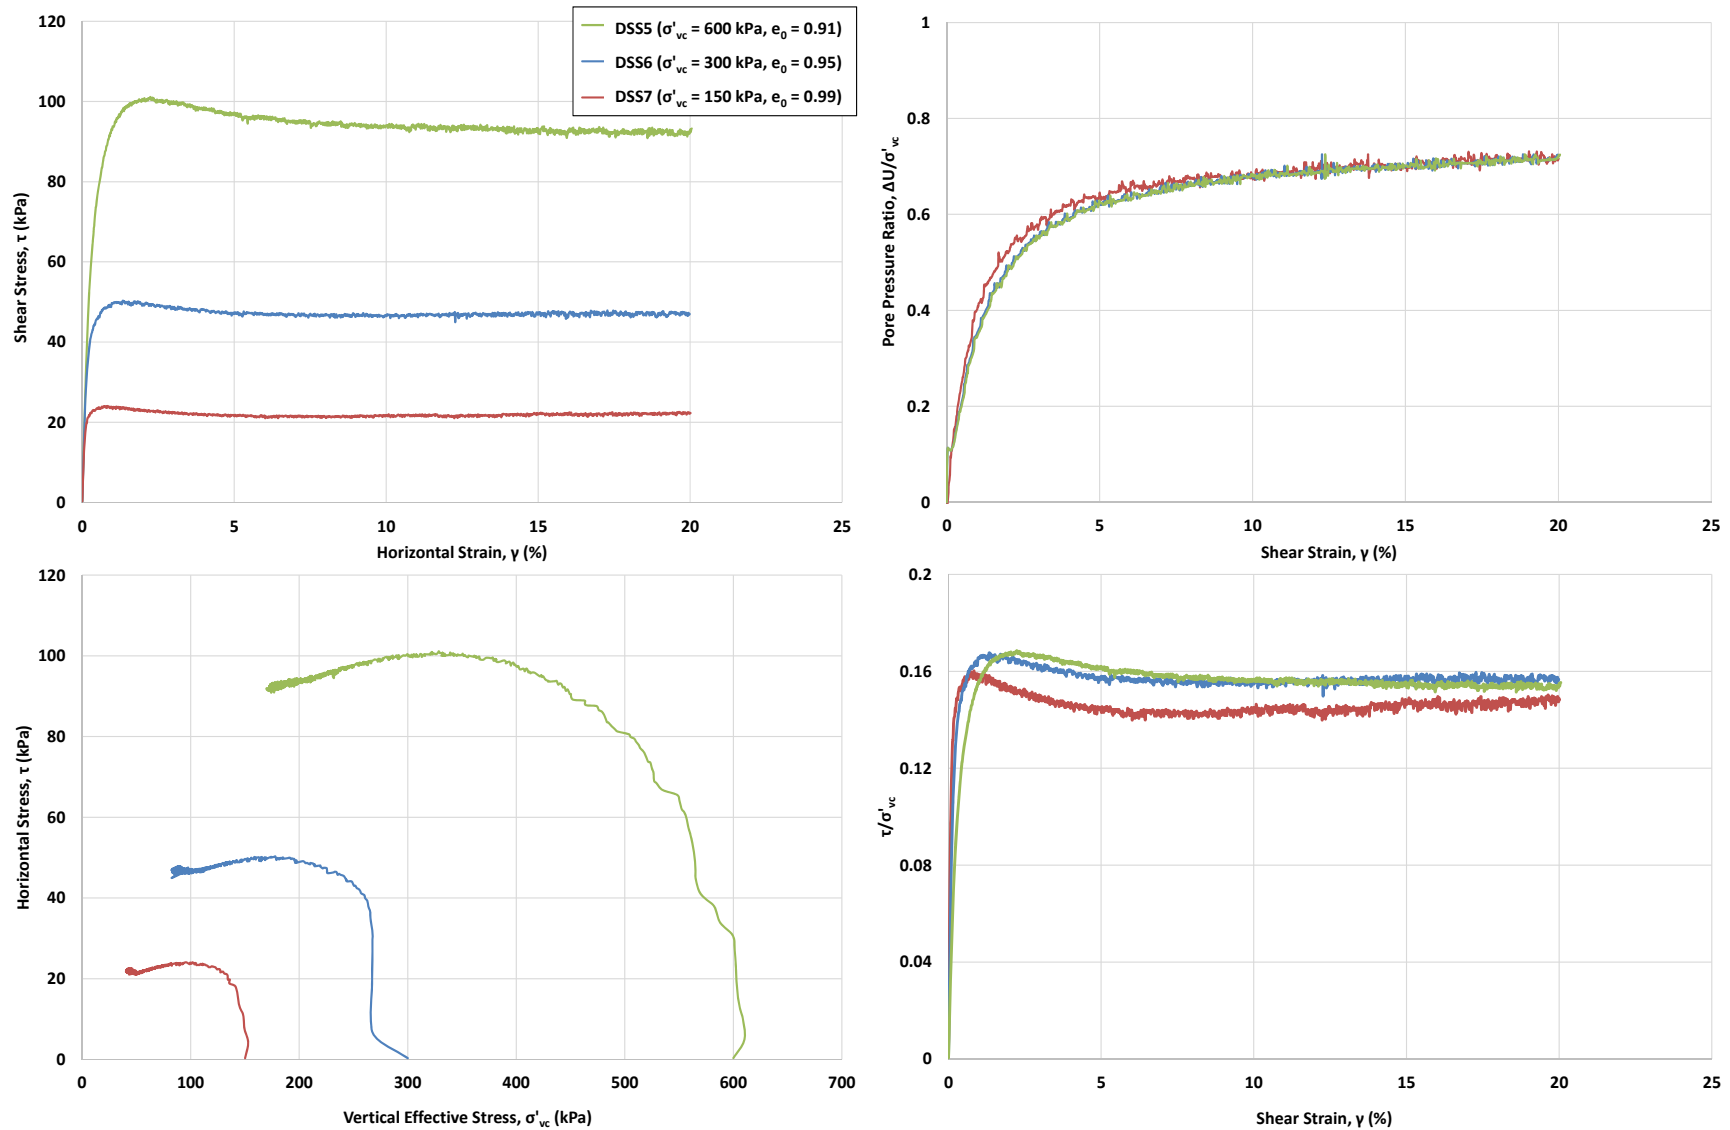 120
100
80
60
40
20
0
Shear Stress, τ (kPa)
0 5 10 15 20 25
Horizontal Strain, γ (%)
DSS5 (σ'vc = 600 kPa, e0 = 0.91)
DSS6 (σ'vc = 300 kPa, e0 = 0.95)
DSS7 (σ'vc = 150 kPa, e0 = 0.99)
1
0.8
0.6
0.4
0.2
0
Pore Pressure Ratio, ΔU/σ'vc
0 5 10 15 20 25
Shear Strain, γ (%)
120
100
80
60
40
20
0
Horizontal Stress, τ (kPa)
0 100 200 300 400 500 600 700
Vertical Effective Stress, σ'vc (kPa)
0.2
0.16
0.12
0.08
0.04
0
τ/σ'vc
0 5 10 15 20 25
Shear Strain, γ (%)